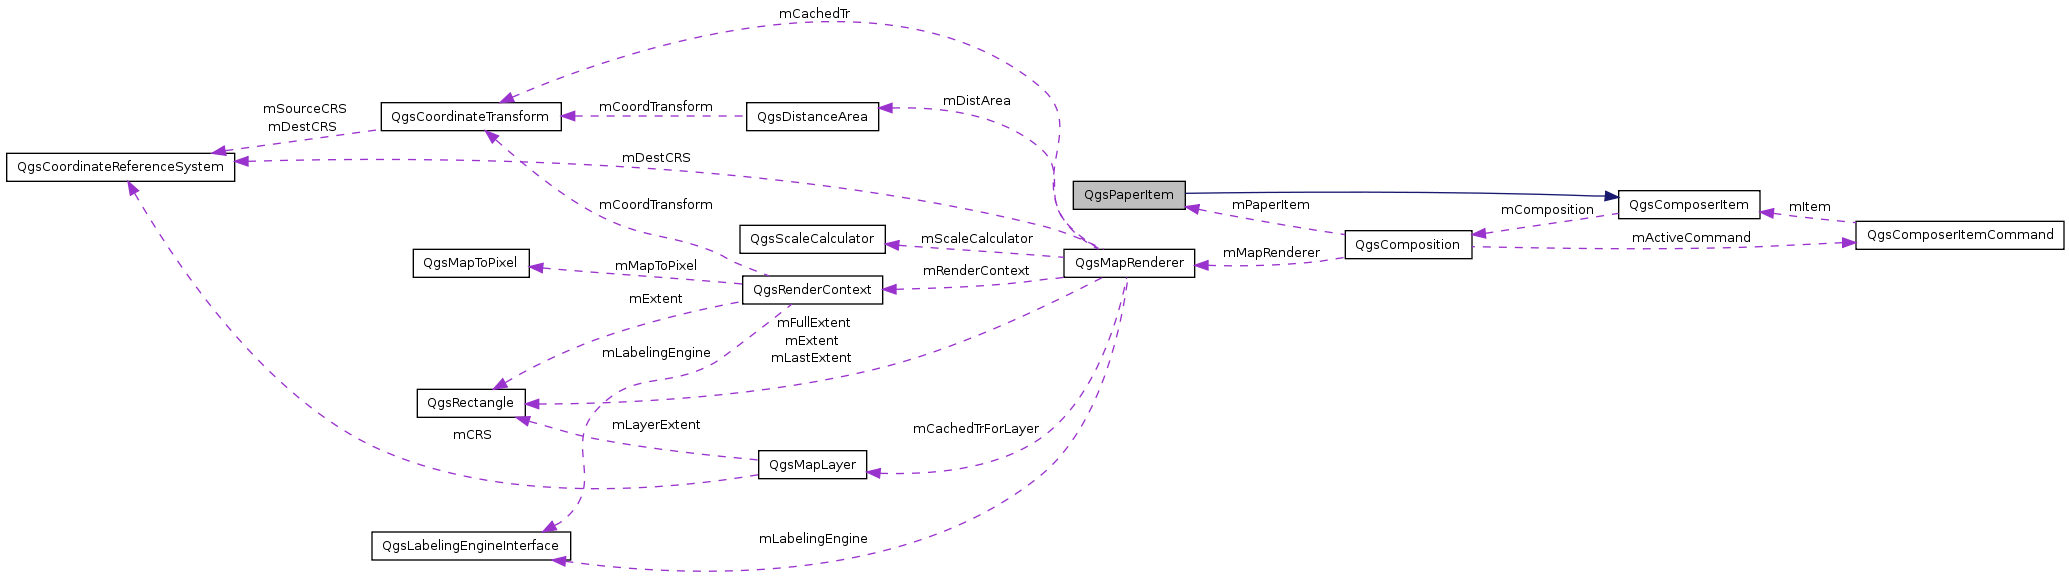 mCachedTr
mDistArea
mCoordTransform
mSourceCRS
mDestCRS
QgsCoordinateTransform
QgsDistanceArea
mDestCRS
QgsCoordinateReferenceSystem
QgsPaperItem
mCoordTransform
mPaperItem
mComposition
QgsComposerItem
mItem
QgsScaleCalculator
mScaleCalculator
QgsComposition
mActiveCommand
QgsComposerItemCommand
mMapRenderer
QgsMapToPixel
mMapToPixel
QgsMapRenderer
mRenderContext
QgsRenderContext
mExtent
mFullExtent
mExtent
mLastExtent
mLabelingEngine
QgsRectangle
mLayerExtent
mCRS
mCachedTrForLayer
QgsMapLayer
mLabelingEngine
QgsLabelingEngineInterface